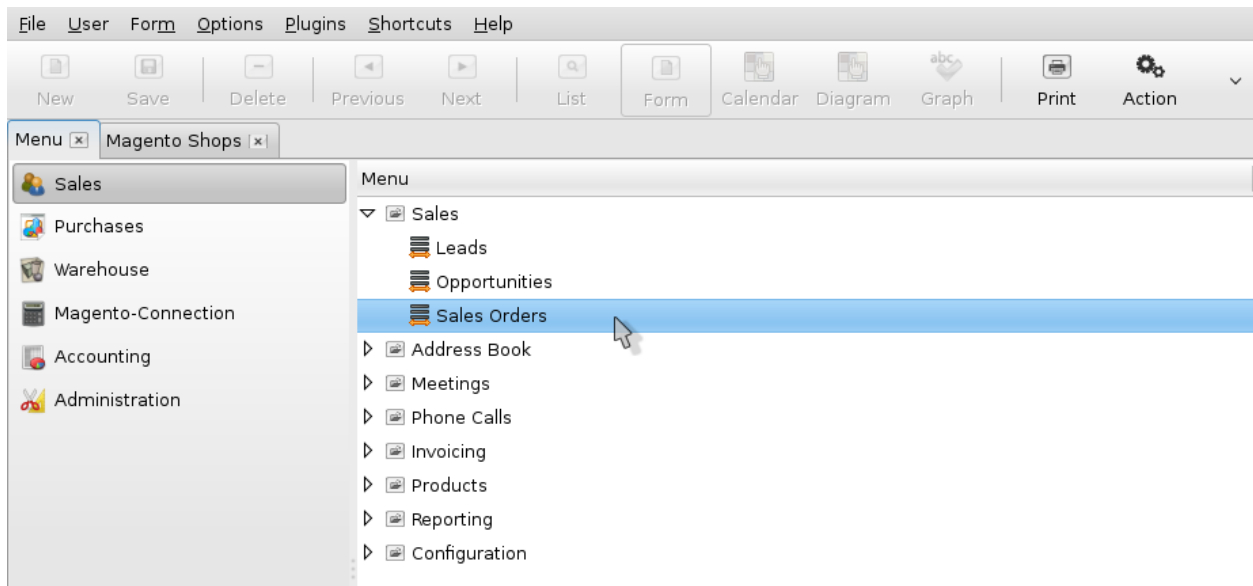 File User Form Options Plugins Shortcuts Help
New Save Delete Previous Next List Form Calendar Diagram abc Graph Print Action
Menu Magento Shops
Sales
Purchases
Warehouse
Magento-Connection
Accounting
Administration
Menu
Sales
Leads
Opportunities
Sales Orders
Address Book
Meetings
Phone Calls
Invoicing
Products
Reporting
Configuration